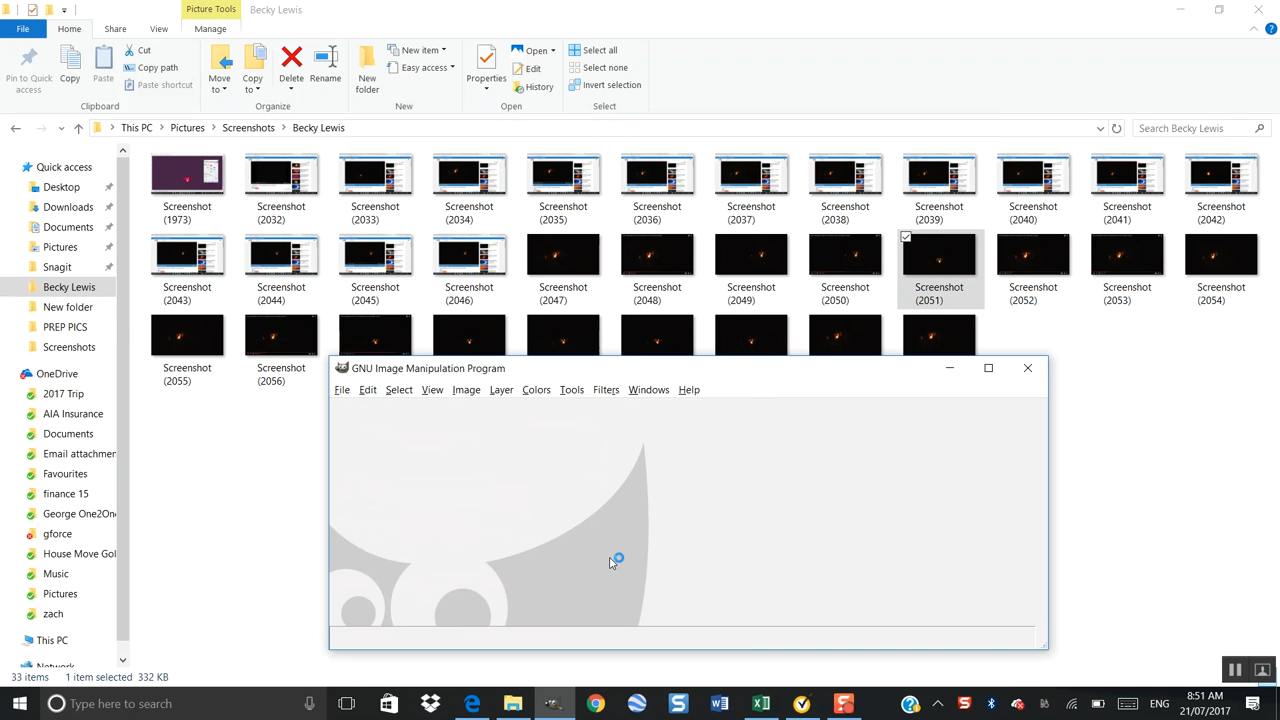 Picture Tools
Becky Lewis
File
Home
Share
View
Manage
Pin to Quick
access
Copy
Paste
Cut
Copy path
Paste shortcut
Clipboard
Move
to
Copy
to
Delete
Rename
Organize
New
folder
New item
Easy access
New
Properties
Open
Edit
History
Open
Select all
Select none
Invert selection
Select
This PC
Pictures
Screenshots
Becky Lewis
Search Becky Lewis
Quick access
Desktop
Downloads
Documents
Pictures
Snagit
Becky Lewis
New folder
PREP PICS
Screenshots
OneDrive
2017 Trip
AIA Insurance
Documents
Email attachmen
Favourites
finance 15
George One2On
gforce
House Move Gol
Music
Pictures
zach
This PC
Network
Screenshot
(1973)
Screenshot
(2032)
Screenshot
(2033)
Screenshot
(2034)
Screenshot
(2035)
Screenshot
(2036)
Screenshot
(2037)
Screenshot
(2038)
Screenshot
(2039)
Screenshot
(2040)
Screenshot
(2041)
Screenshot
(2042)
Screenshot
(2043)
Screenshot
(2044)
Screenshot
(2045)
Screenshot
(2046)
Screenshot
(2047)
Screenshot
(2048)
Screenshot
(2049)
Screenshot
(2050)
Screenshot
(2051)
Screenshot
(2052)
Screenshot
(2053)
Screenshot
(2054)
Screenshot
(2055)
Screenshot
(2056)
GNU Image Manipulation Program
File Edit Select View Image Layer Colors Tools Filters Windows Help
33 items 1 item selected 332 KB
Type here to search
ENG
8:51 AM
21/07/2017